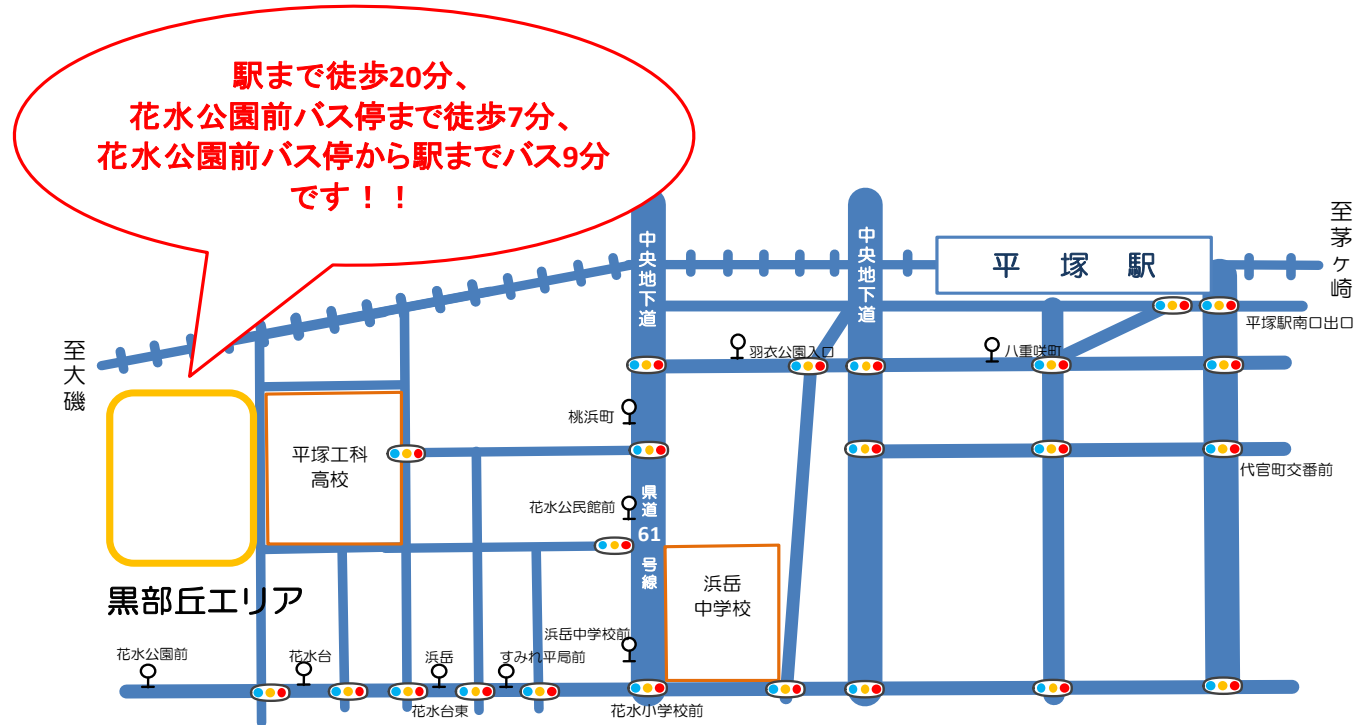 駅まで徒歩20分、
花水公園前バス停まで徒歩7分、
花水公園前バス停から駅までバス9分
です！！
至茅ヶ崎
中央地下道
中央地下道
平塚駅
平塚駅南口出口
至大磯
羽衣公園入口
八重咲町
桃浜町
平塚工科
高校
代官町交番前
花水公民館前
県道61号線
浜岳
中学校
黒部丘エリア
浜岳中学校前
花水公園前
花水台
浜岳
すみれ平局前
花水台東
花水小学校前